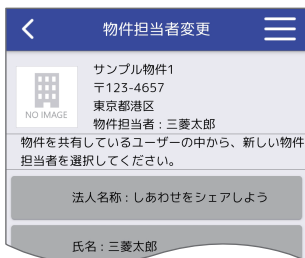 物件担当者変更
サンプル物件1
〒123-4657
東京都港区
NO IMAGE
物件担当者：三菱太郎
物件を共有しているユーザーの中から、新しい物件
担当者を選択してください。
法人名称：しあわせをシェアしよう
氏名：三菱太郎